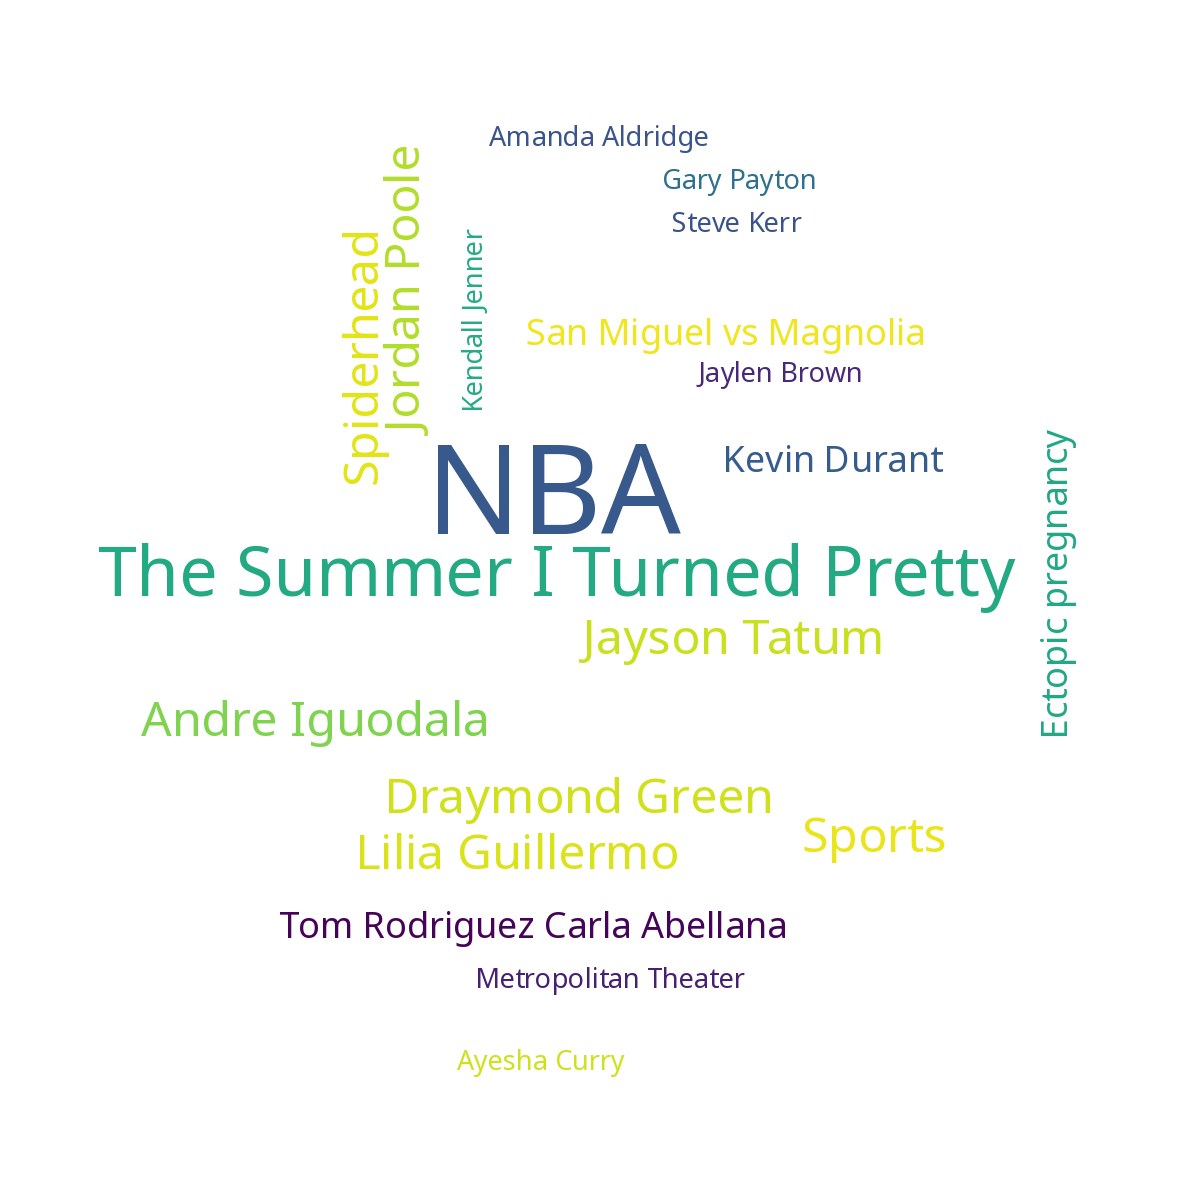 Amanda Aldridge
Gary Payton
Steve Kerr
Jordan Poole
Spiderhead
Kendall Jenner
San Miguel vs Magnolia
Jaylen Brown
NBA
Kevin Durant
Ectopic pregnancy
The Summer I Turned Pretty
Jayson Tatum
Andre Iguodala
Draymond Green
Sports
Lilia Guillermo
Tom Rodriguez Carla Abellana
Metropolitan Theater
Ayesha Curry